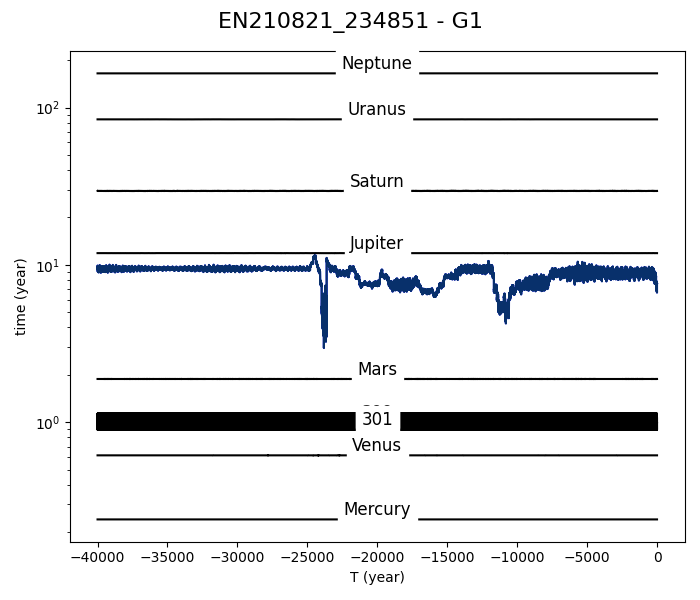 EN210821_234851 - G1
Neptune
10²
Uranus
Saturn
Jupiter
10¹
time (year)
Mars
301
10⁰
Venus
Mercury
−40000 −35000 −30000 −25000 −20000 −15000 −10000 −5000 0
T (year)